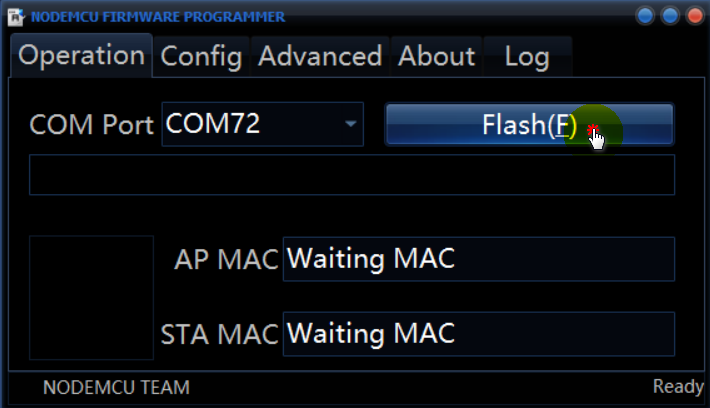 NODEMCU FIRMWARE PROGRAMMER
Operation Config Advanced About Log
COM Port COM72 Flash(F)
AP MAC Waiting MAC
STA MAC Waiting MAC
NODEMCU TEAM Ready